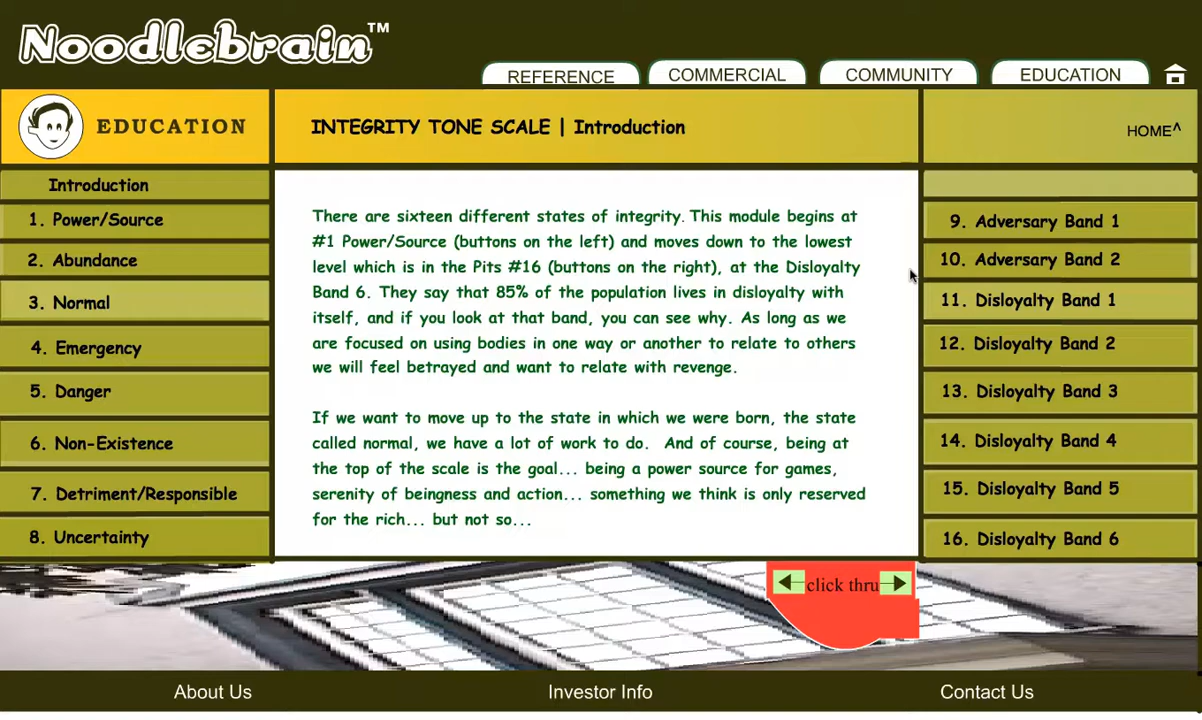 Noodlebrain™
REFERENCE
COMMERCIAL
COMMUNITY
EDUCATION
EDUCATION
INTEGRITY TONE SCALE | Introduction
HOME^
Introduction
1. Power/Source
2. Abundance
3. Normal
4. Emergency
5. Danger
6. Non-Existence
7. Detriment/Responsible
8. Uncertainty
There are sixteen different states of integrity. This module begins at
#1 Power/Source (buttons on the left) and moves down to the lowest
level which is in the Pits #16 (buttons on the right), at the Disloyalty
Band 6. They say that 85% of the population lives in disloyalty with
itself, and if you look at that band, you can see why. As long as we
are focused on using bodies in one way or another to relate to others
we will feel betrayed and want to relate with revenge.
If we want to move up to the state in which we were born, the state
called normal, we have a lot of work to do. And of course, being at
the top of the scale is the goal... being a power source for games,
serenity of beingness and action... something we think is only reserved
for the rich... but not so...
9. Adversary Band 1
10. Adversary Band 2
11. Disloyalty Band 1
12. Disloyalty Band 2
13. Disloyalty Band 3
14. Disloyalty Band 4
15. Disloyalty Band 5
16. Disloyalty Band 6
click thru
About Us
Investor Info
Contact Us